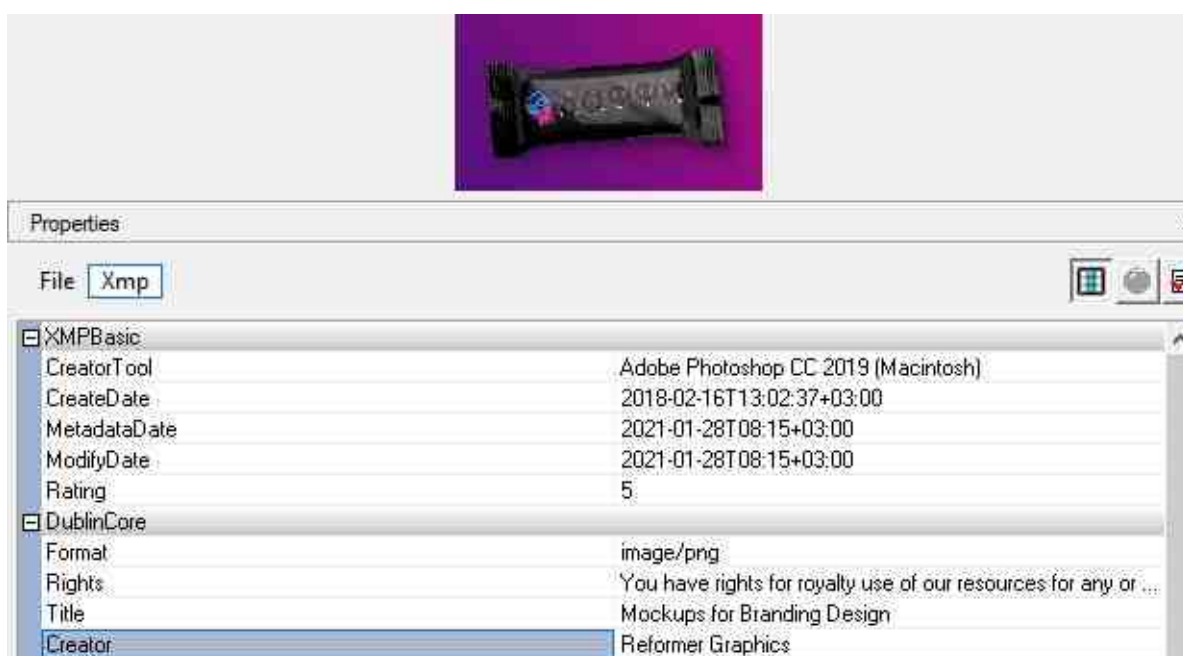 Properties
File Xmp
XMPBasic
CreatorTool Adobe Photoshop CC 2019 (Macintosh)
CreateDate 2018-02-16T13:02:37+03:00
MetadataDate 2021-01-28T08:15+03:00
ModifyDate 2021-01-28T08:15+03:00
Rating 5
DublinCore
Format image/png
Rights You have rights for royalty use of our resources for any or ...
Title Mockups for Branding Design
Creator Reformer Graphics